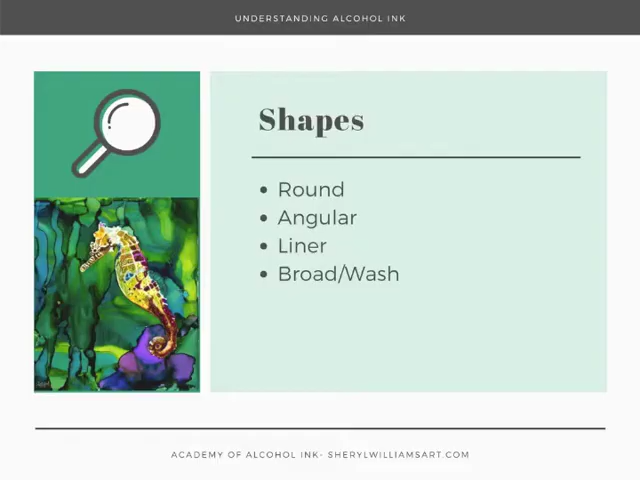 UNDERSTANDING ALCOHOL INK
Shapes
• Round
• Angular
• Liner
• Broad/Wash
ACADEMY OF ALCOHOL INK- SHERYLWILLIAMSART.COM